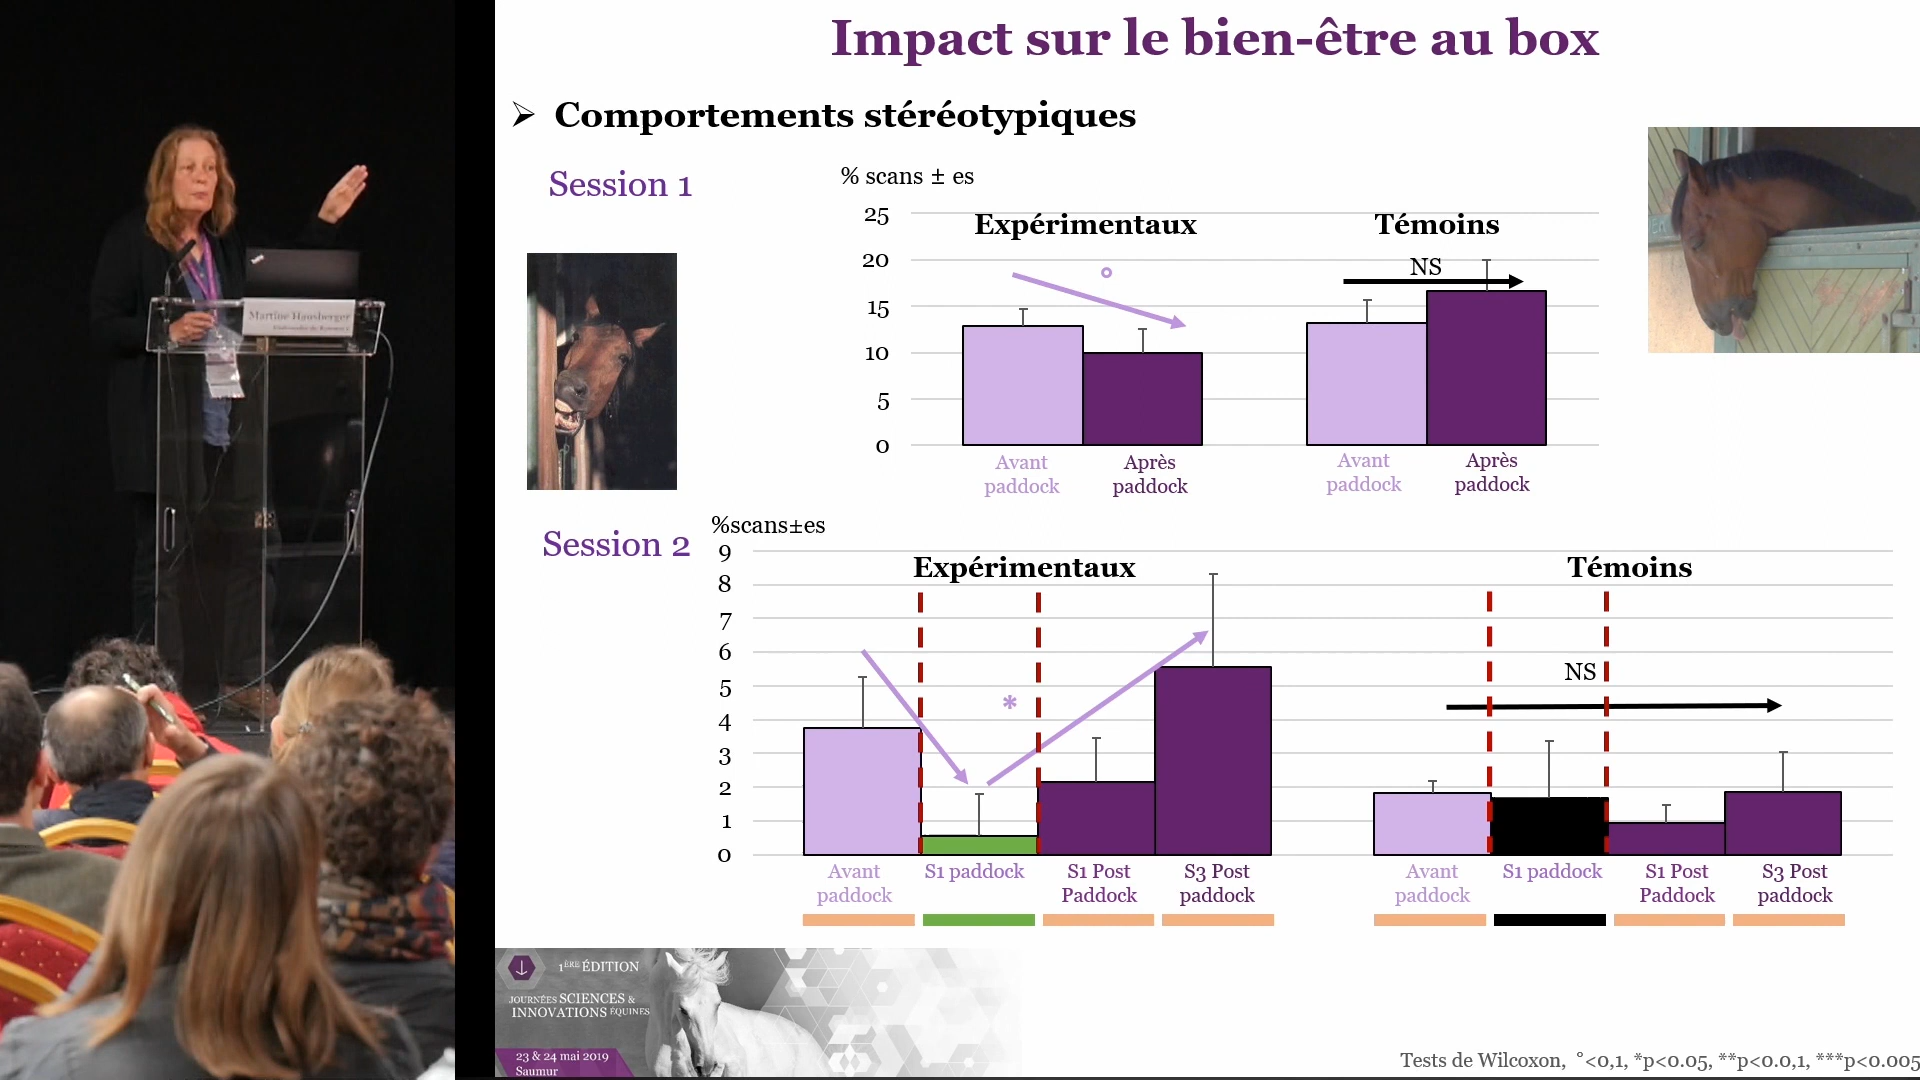 Impact sur le bien-être au box
➢ Comportements stéréotypiques
Session 1
% scans ± es
25
20
15
10
5
0
Expérimentaux
Témoins
°
NS
Avant
paddock
Après
paddock
Avant
paddock
Après
paddock
Session 2
%scans±es
9
8
7
6
5
4
3
2
1
0
Expérimentaux
Témoins
*
NS
Avant
paddock
S1 paddock
S1 Post
Paddock
S3 Post
paddock
Avant
paddock
S1 paddock
S1 Post
Paddock
S3 Post
paddock
Martine Hausberger
1ÈRE ÉDITION
JOURNÉES SCIENCES &
INNOVATIONS ÉQUINES
23 & 24 mai 2019
Saumur
Tests de Wilcoxon, °<0,1, *p<0.05, **p<0.0,1, ***p<0.005